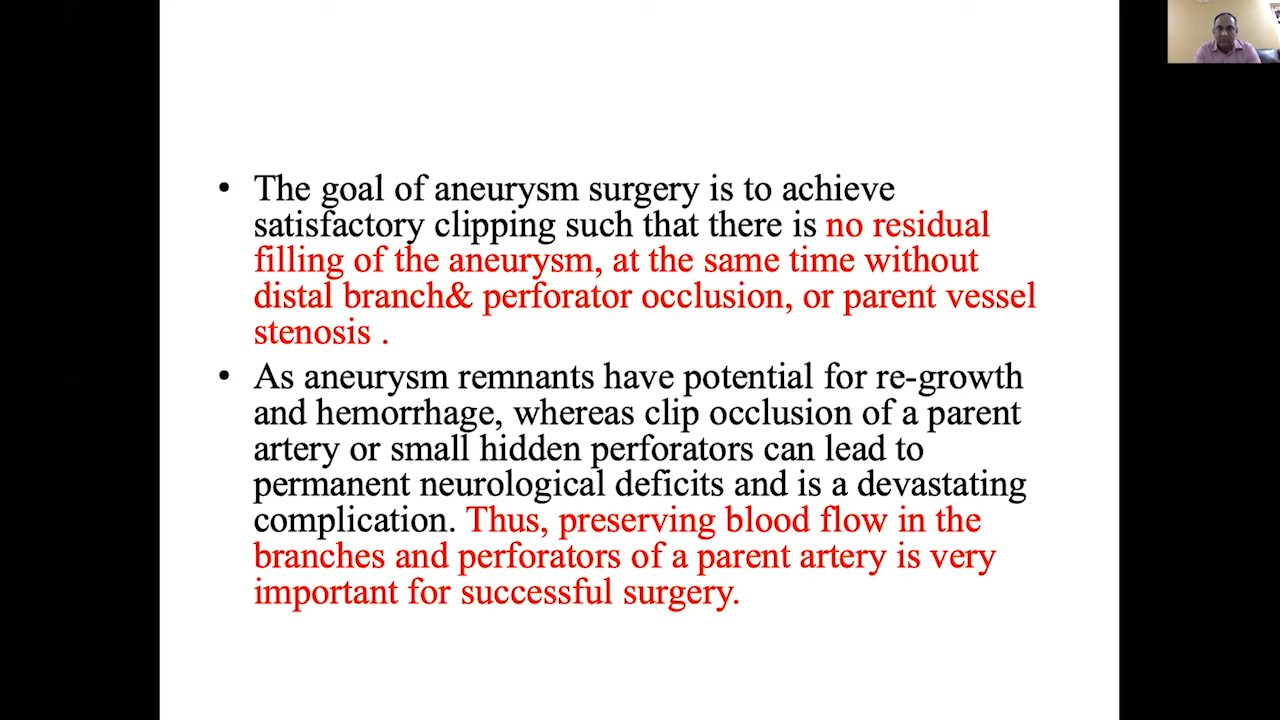 • The goal of aneurysm surgery is to achieve
satisfactory clipping such that there is no residual
filling of the aneurysm, at the same time without
distal branch& perforator occlusion, or parent vessel
stenosis .
• As aneurysm remnants have potential for re-growth
and hemorrhage, whereas clip occlusion of a parent
artery or small hidden perforators can lead to
permanent neurological deficits and is a devastating
complication. Thus, preserving blood flow in the
branches and perforators of a parent artery is very
important for successful surgery.